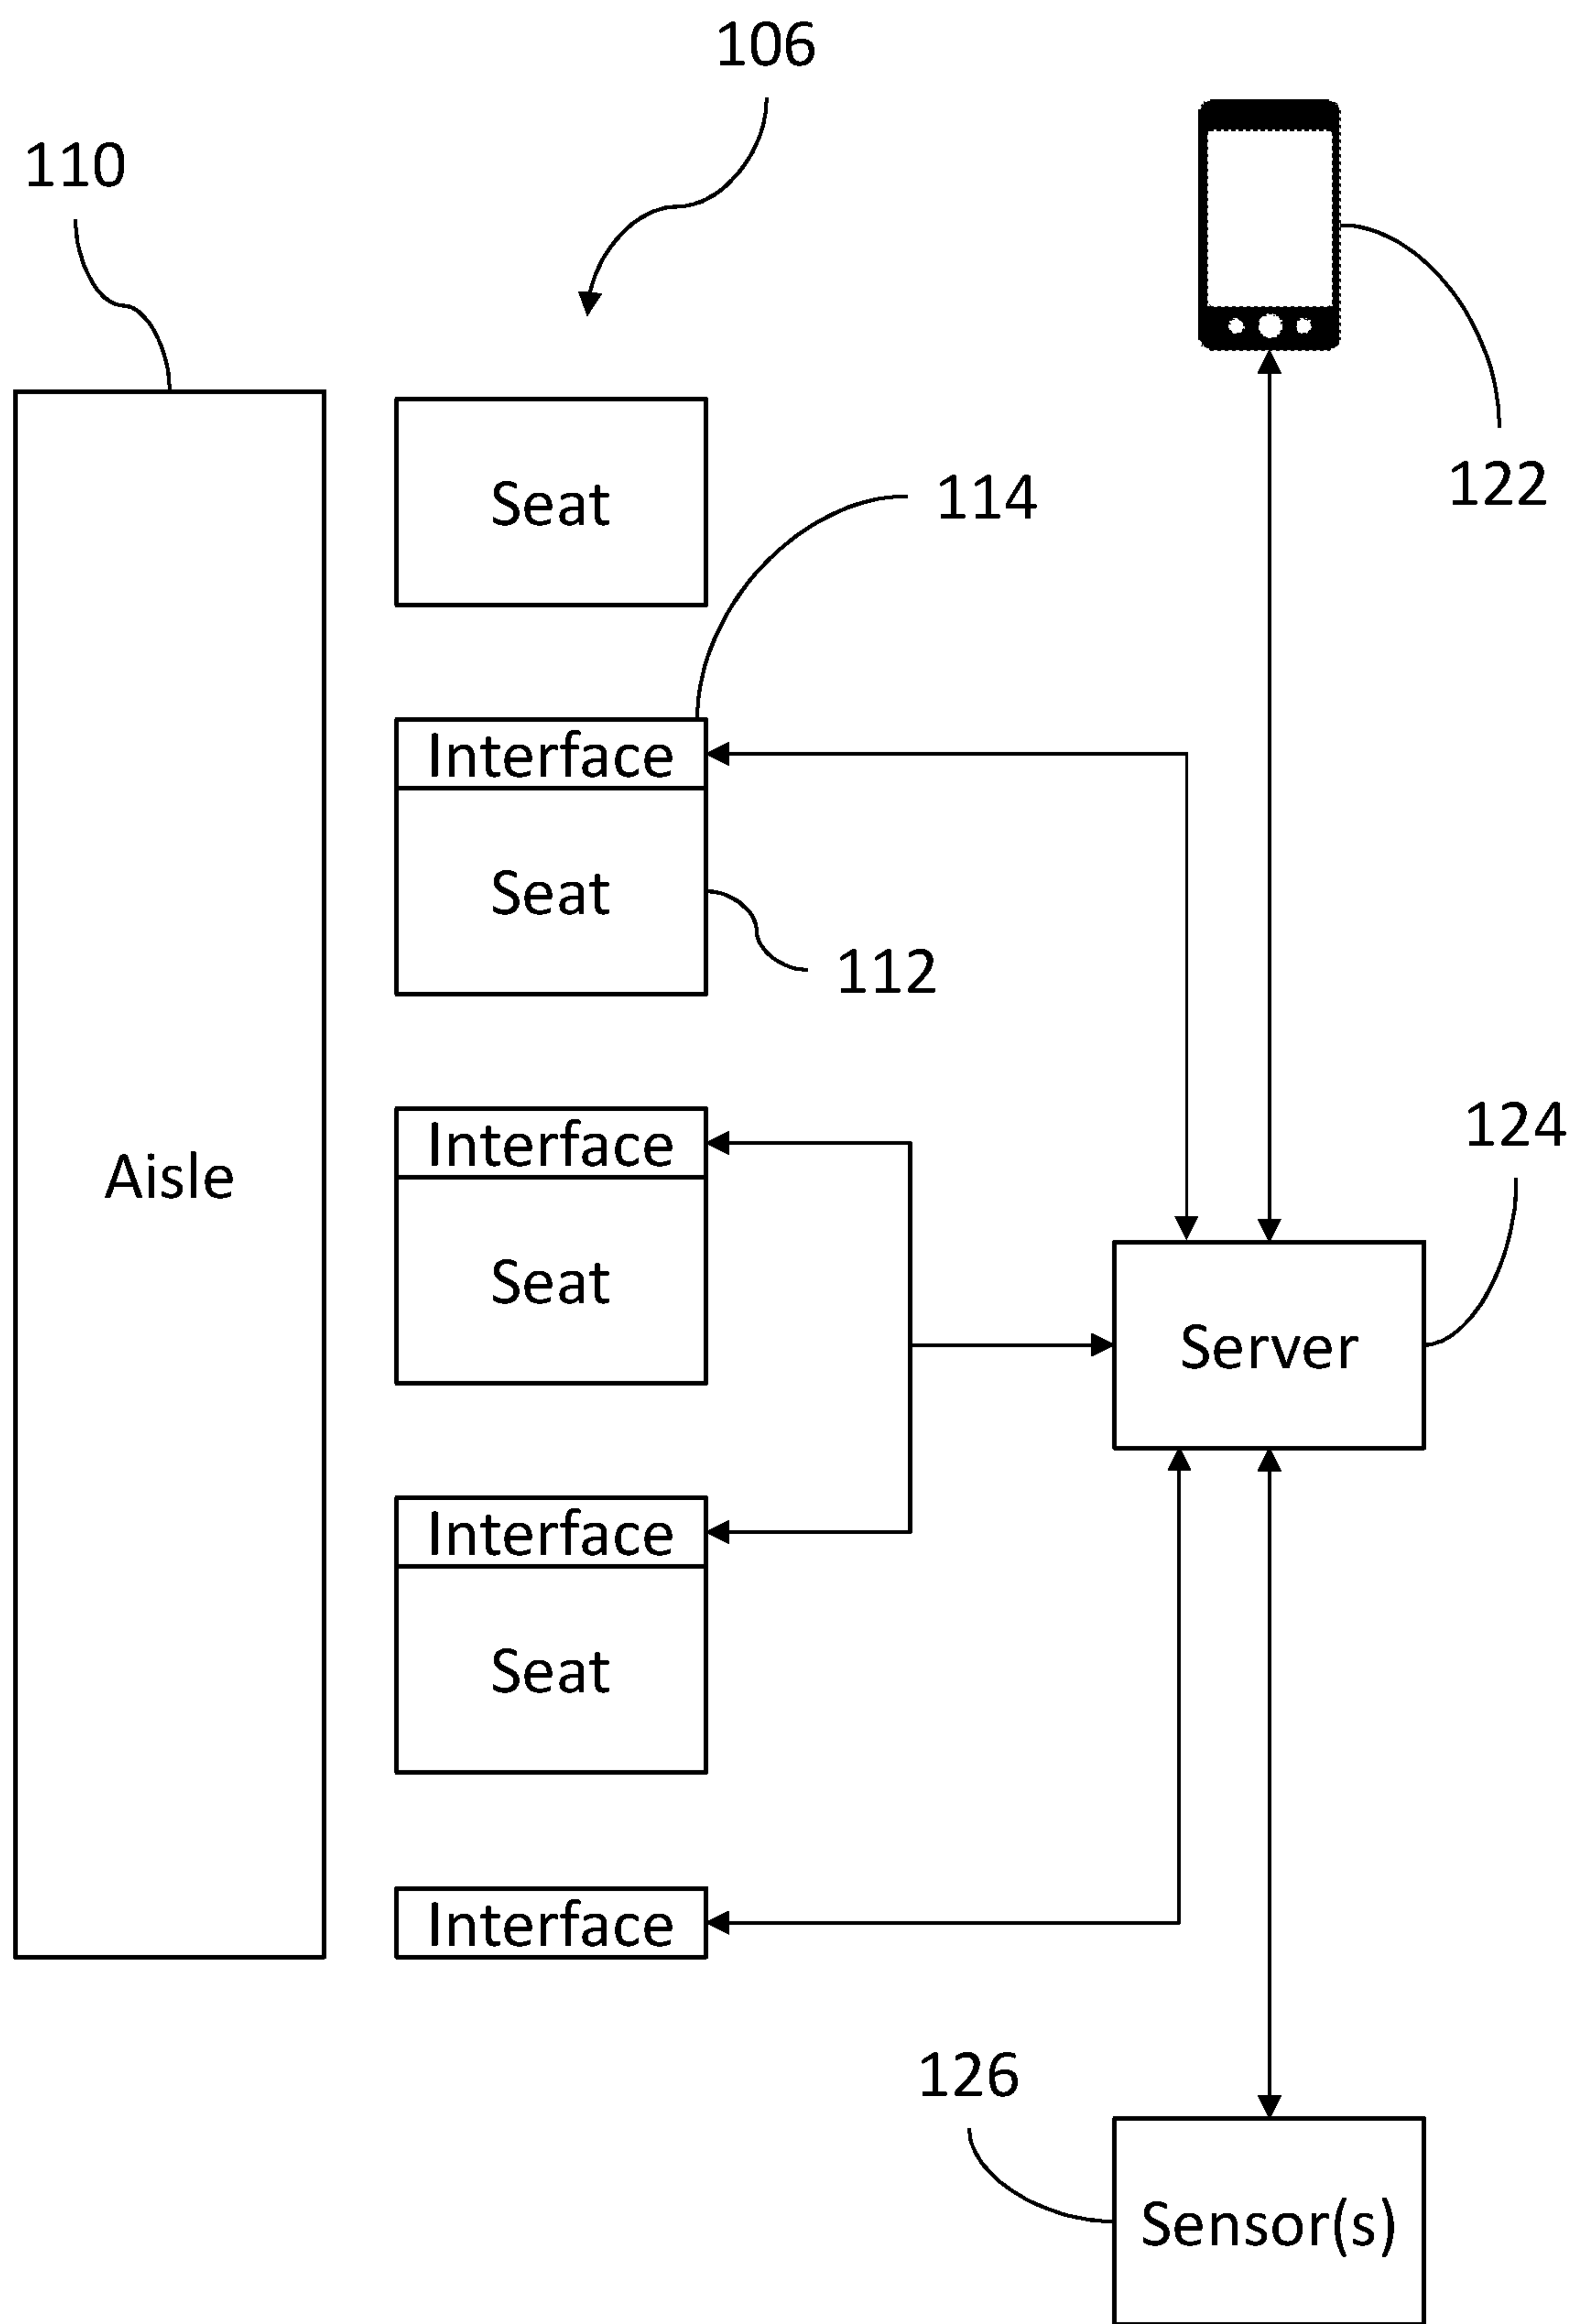 106
110
Seat
114
122
Interface
Seat
112
Interface
Aisle
Seat
124
Server
Interface
Seat
Interface
126
Sensor(s)